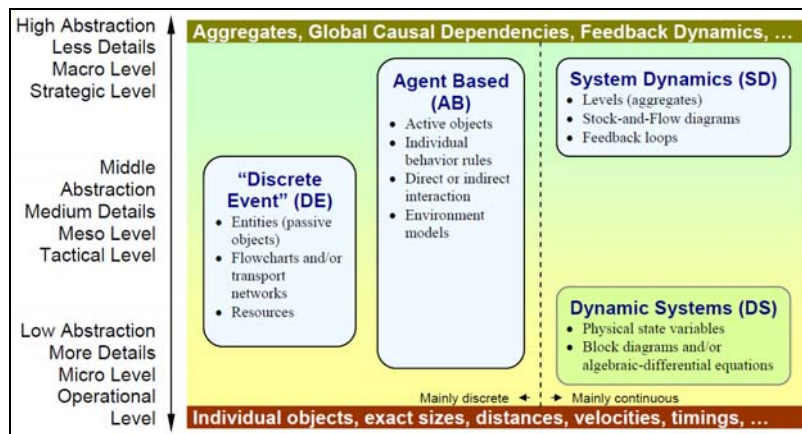 High Abstraction
Less Details
Macro Level
Strategic Level
Middle
Abstraction
Medium Details
Meso Level
Tactical Level
Low Abstraction
More Details
Micro Level
Operational
Level
Aggregates, Global Causal Dependencies, Feedback Dynamics, …
“Discrete
Event” (DE)
• Entities (passive
objects)
• Flowcharts and/or
transport
networks
• Resources
Agent Based
(AB)
• Active objects
• Individual
behavior rules
• Direct or indirect
interaction
• Environment
models
System Dynamics (SD)
• Levels (aggregates)
• Stock-and-Flow diagrams
• Feedback loops
Dynamic Systems (DS)
• Physical state variables
• Block diagrams and/or
algebraic-differential equations
Mainly discrete
Mainly continuous
Individual objects, exact sizes, distances, velocities, timings, …